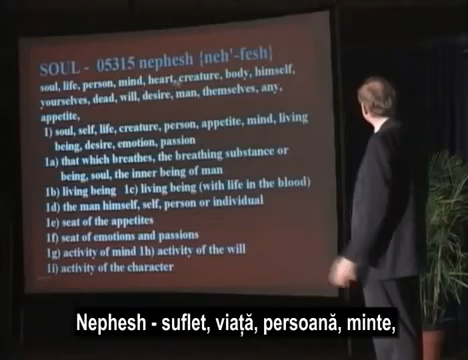 SOUL - 05315 nephesh {neh'-fesh}
soul, life, person, mind, heart, creature, body, himself,
yourselves, dead, will, desire, man, themselves, any,
appetite,
1) soul, self, life, creature, person, appetite, mind, living
being, desire, emotion, passion
1a) that which breathes, the breathing substance or
being, soul, the inner being of man
1b) living being 1c) living being (with life in the blood)
1d) the man himself, self, person or individual
1e) seat of the appetites
1f) seat of emotions and passions
1g) activity of mind 1h) activity of the will
1i) activity of the character
Nephesh - suflet, viață, persoană, minte,